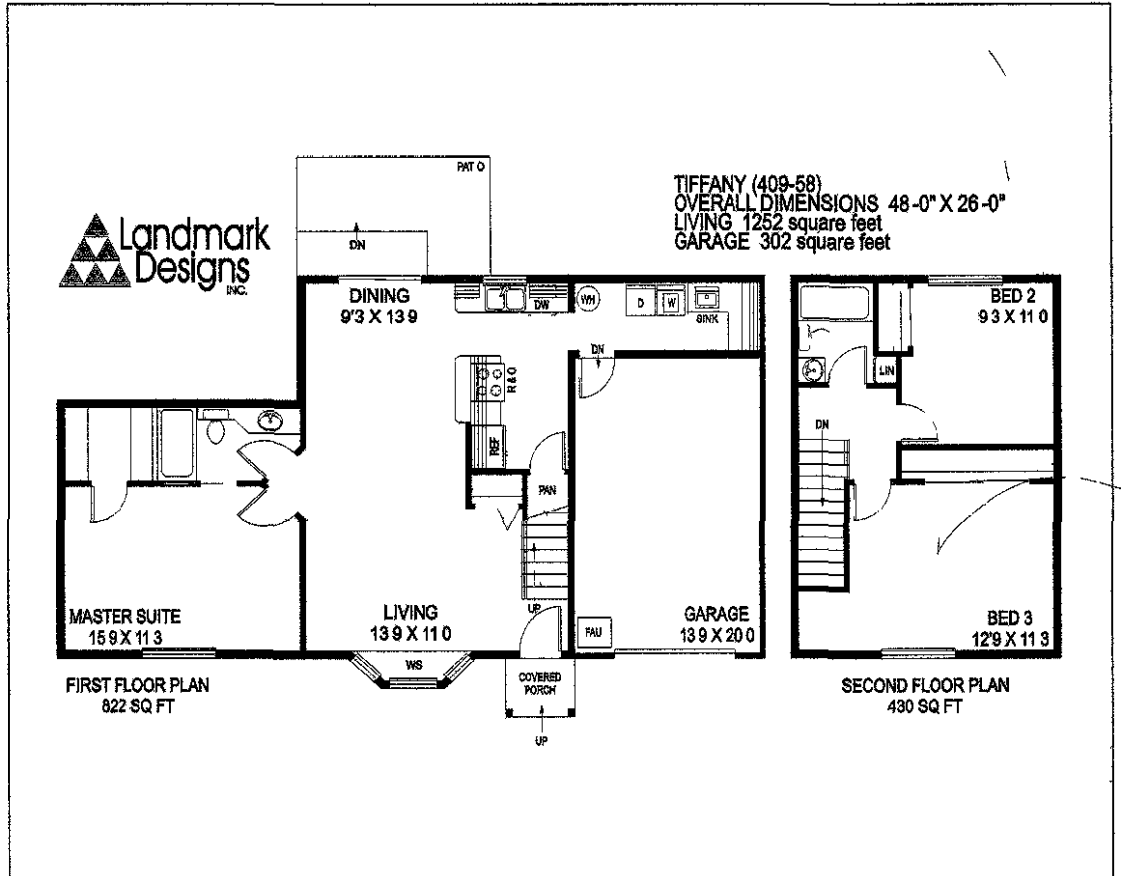 Landmark
Designs
INC.
TIFFANY (409-58)
OVERALL DIMENSIONS 48-0" X 26-0"
LIVING 1252 square feet
GARAGE 302 square feet
PAT O
DN
DINING
9'3 X 13 9
DW
WH
D
W
SINK
DN
R & O
REF
PAN
UP
MASTER SUITE
15 9 X 11 3
LIVING
13 9 X 11 0
WS
FAU
GARAGE
13 9 X 20 0
COVERED
PORCH
UP
FIRST FLOOR PLAN
822 SQ FT
BED 2
9 3 X 11 0
LIN
DN
BED 3
12'9 X 11 3
SECOND FLOOR PLAN
430 SQ FT